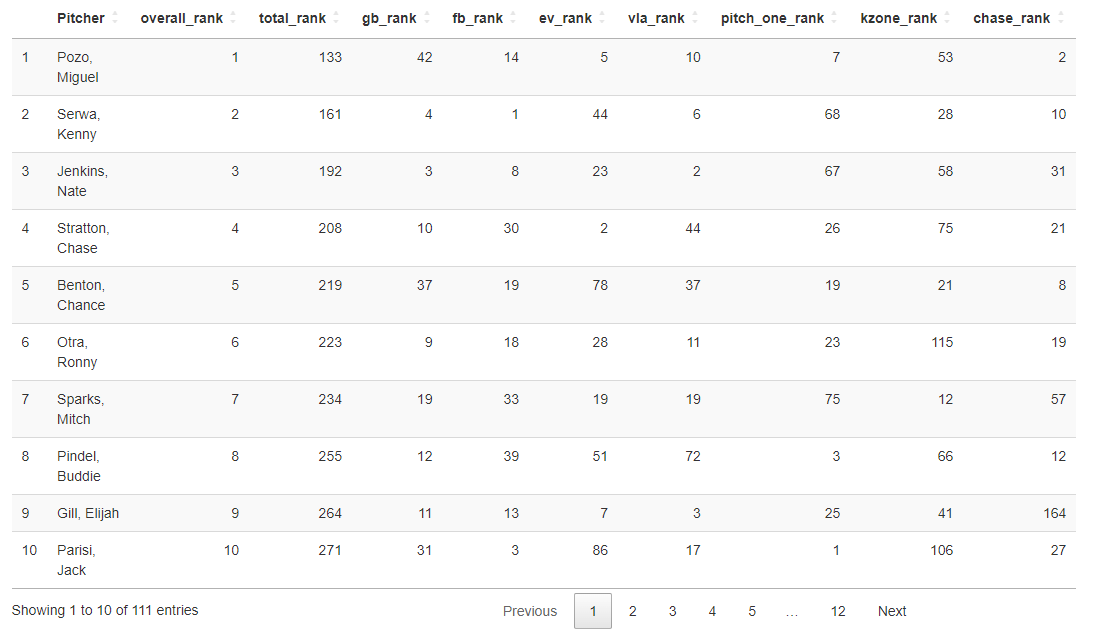 Pitcher overall_rank total_rank gb_rank fb_rank ev_rank vla_rank pitch_one_rank kzone_rank chase_rank
1 Pozo, 1 133 42 14 5 10 7 53 2
Miguel
2 Serwa, 2 161 4 1 44 6 68 28 10
Kenny
3 Jenkins, 3 192 3 8 23 2 67 58 31
Nate
4 Stratton, 4 208 10 30 2 44 26 75 21
Chase
5 Benton, 5 219 37 19 78 37 19 21 8
Chance
6 Otra, 6 223 9 18 28 11 23 115 19
Ronny
7 Sparks, 7 234 19 33 19 19 75 12 57
Mitch
8 Pindel, 8 255 12 39 51 72 3 66 12
Buddie
9 Gill, Elijah 9 264 11 13 7 3 25 41 164
10 Parisi, 10 271 31 3 86 17 1 106 27
Jack
Showing 1 to 10 of 111 entries Previous 1 2 3 4 5 … 12 Next